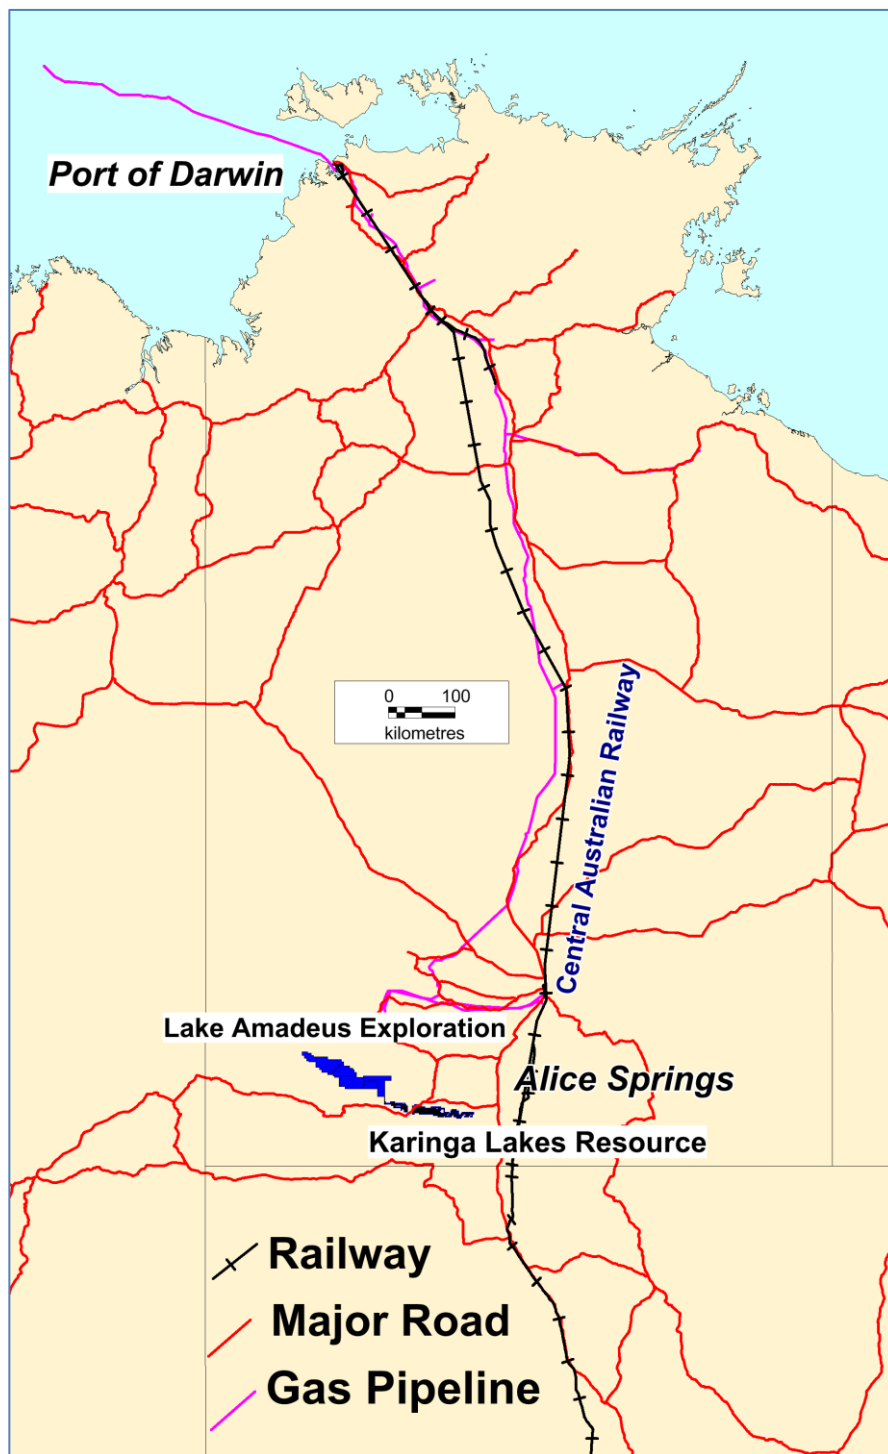 Port of Darwin
0 100
kilometres
Central Australian Railway
Lake Amadeus Exploration
Alice Springs
Karinga Lakes Resource
Railway
Major Road
Gas Pipeline